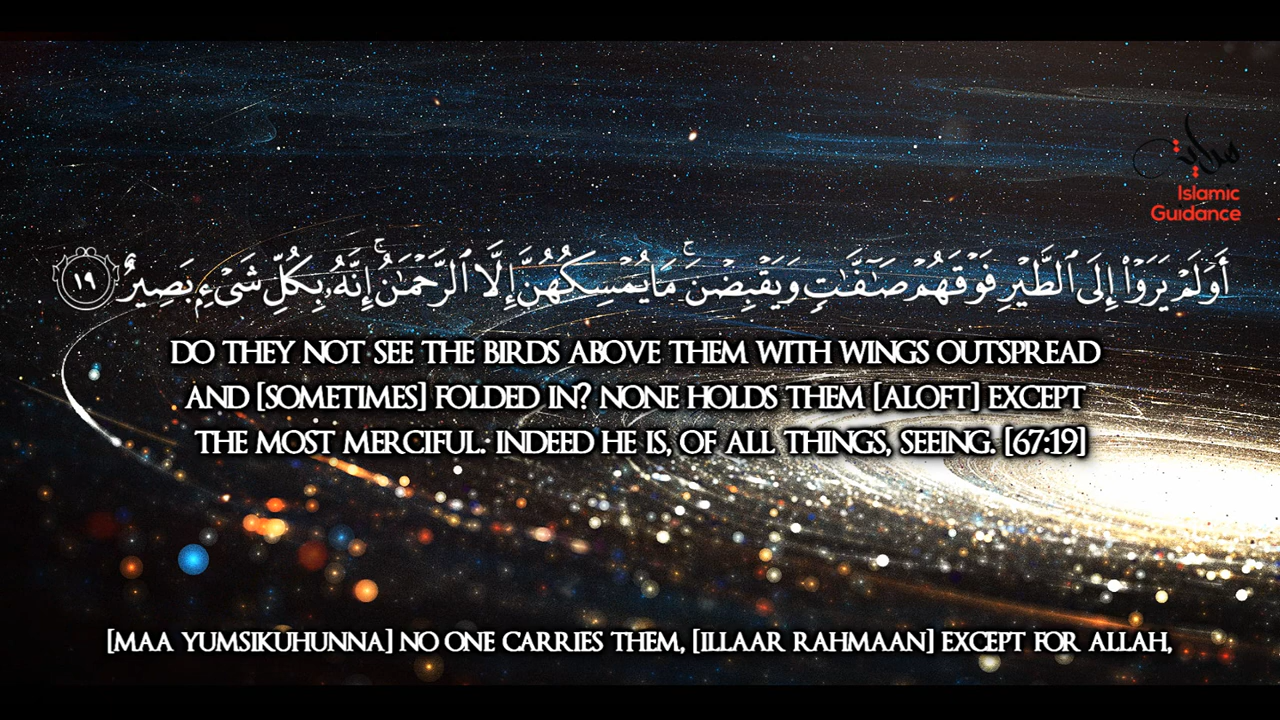 هداية
Islamic
Guidance
أَوَلَمْ يَرَوْا۟ إِلَى ٱلطَّيْرِ فَوْقَهُمْ صَـٰٓفَّـٰتٍ وَيَقْبِضْنَ ۚ مَا يُمْسِكُهُنَّ إِلَّا ٱلرَّحْمَـٰنُ ۚ إِنَّهُۥ بِكُلِّ شَىْءٍۭ بَصِيرٌ ١٩
DO THEY NOT SEE THE BIRDS ABOVE THEM WITH WINGS OUTSPREAD
AND [SOMETIMES] FOLDED IN? NONE HOLDS THEM [ALOFT] EXCEPT
THE MOST MERCIFUL.: INDEED HE IS, OF ALL THINGS, SEEING. [67:19]
[MAA YUMSIKUHUNNA] NO ONE CARRIES THEM, [ILLAAR RAHMAAN] EXCEPT FOR ALLAH,